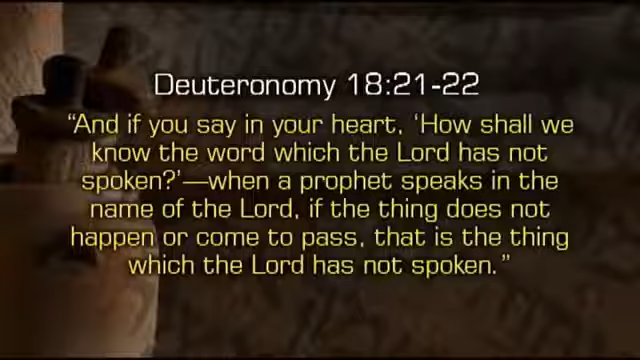 Deuteronomy 18:21-22
“And if you say in your heart, ‘How shall we
know the word which the Lord has not
spoken?’—when a prophet speaks in the
name of the Lord, if the thing does not
happen or come to pass, that is the thing
which the Lord has not spoken.”